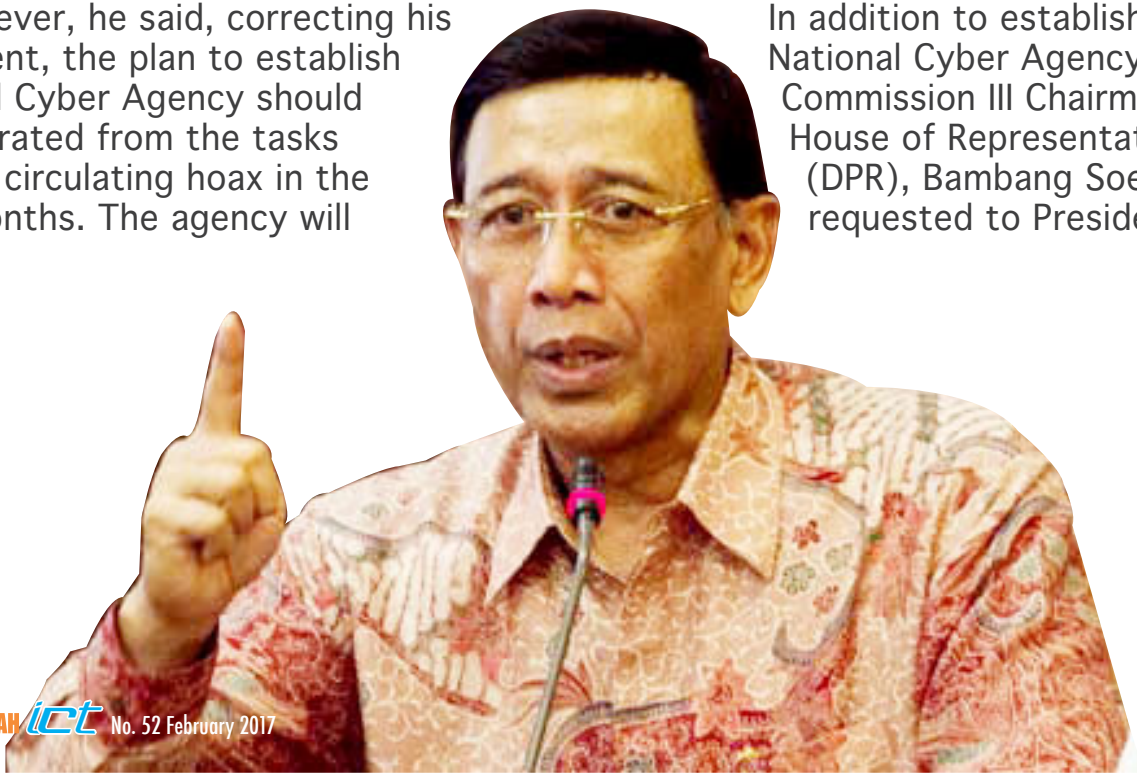 ever, he said, correcting his
ent, the plan to establish
l Cyber Agency should
rated from the tasks
circulating hoax in the
onths. The agency will
In addition to establish
National Cyber Agency
Commission III Chairm
House of Representat
(DPR), Bambang Soe
requested to Preside
AH ict No. 52 February 2017